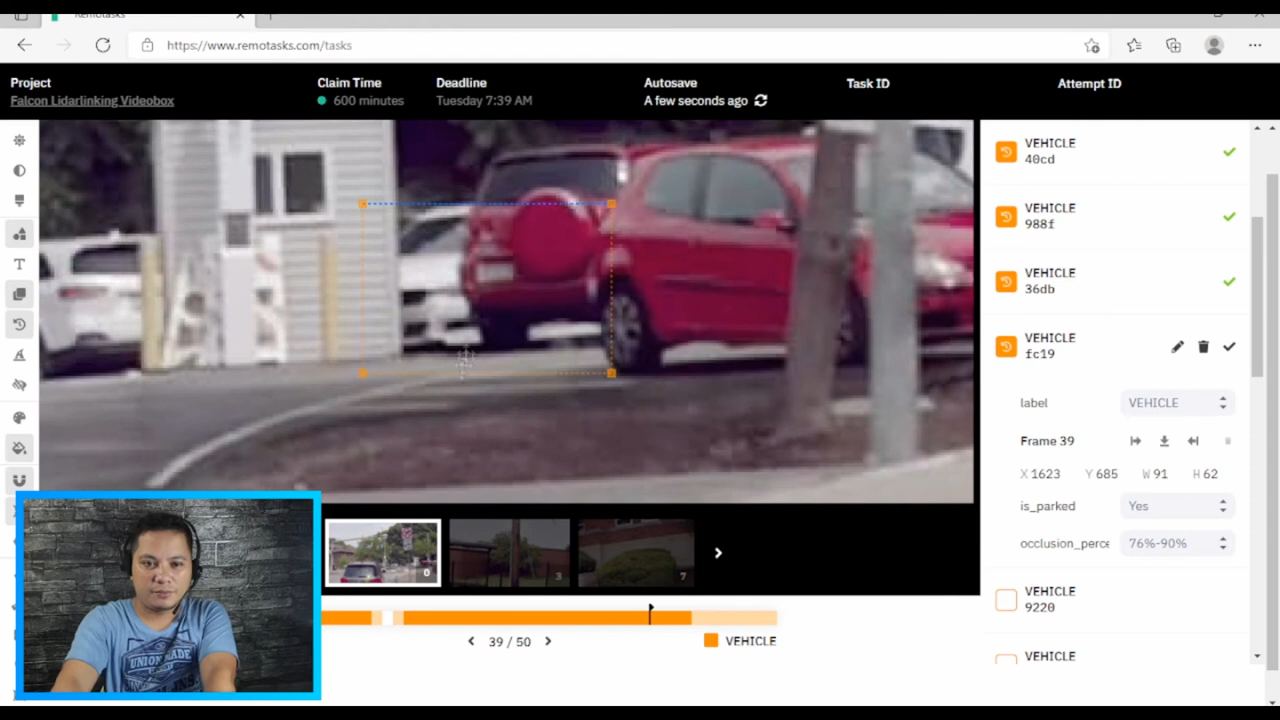 Remotasks
https://www.remotasks.com/tasks
Project
Falcon Lidarlinking Videobox
Claim Time
600 minutes
Deadline
Tuesday 7:39 AM
Autosave
A few seconds ago
Task ID
Attempt ID
VEHICLE
40cd
VEHICLE
988f
VEHICLE
36db
VEHICLE
fc19
label
VEHICLE
Frame 39
X 1623 Y 685 W 91 H 62
is_parked
Yes
occlusion_perce
76%-90%
VEHICLE
9220
VEHICLE
0
3
7
39 / 50
VEHICLE
UNION MADE